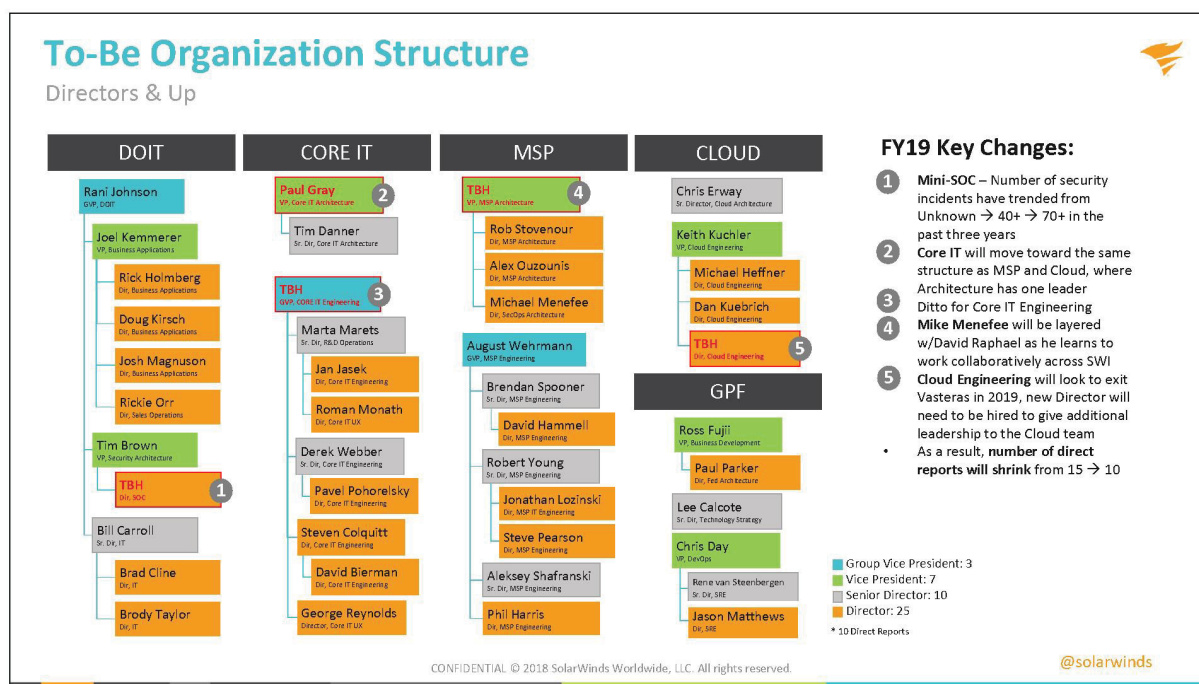 To-Be Organization Structure
Directors & Up
DOIT
Rani Johnson
GVP, DOIT
Joel Kemmerer
VP, Business Applications
Rick Holmberg
Dir, Business Applications
Doug Kirsch
Dir, Business Applications
Josh Magnuson
Dir, Business Applications
Rickie Orr
Dir, Sales Operations
Tim Brown
VP, Security Architecture
TBH
Dir, SOC
1
Bill Carroll
Sr. Dir, IT
Brad Cline
Dir, IT
Brody Taylor
Dir, IT
CORE IT
Paul Gray
VP, Core IT Architecture
2
Tim Danner
Sr. Dir, Core IT Architecture
TBH
GVP, CORE IT Engineering
3
Marta Marets
Sr. Dir, R&D Operations
Jan Jasek
Dir, Core IT Engineering
Roman Monath
Dir, Core IT UX
Derek Webber
Sr. Dir, Core IT Engineering
Pavel Pohorelsky
Dir, Core IT Engineering
Steven Colquitt
Dir, Core IT Engineering
David Bierman
Dir, Core IT Engineering
George Reynolds
Director, Core IT UX
MSP
TBH
VP, MSP Architecture
4
Rob Stovenour
Dir, MSP Architecture
Alex Ouzounis
Dir, MSP Architecture
Michael Menefee
Dir, SecOps Architecture
August Wehrmann
GVP, MSP Engineering
Brendan Spooner
Sr. Dir, MSP Engineering
David Hammell
Dir, MSP Engineering
Robert Young
Sr. Dir, MSP Engineering
Jonathan Lozinski
Dir, MSP IT Engineering
Steve Pearson
Dir, MSP Engineering
Aleksey Shafranski
Sr. Dir, MSP Engineering
Phil Harris
Dir, MSP Engineering
CLOUD
Chris Erway
Sr. Director, Cloud Architecture
Keith Kuchler
VP, Cloud Engineering
Michael Heffner
Dir, Cloud Engineering
Dan Kuebrich
Dir, Cloud Engineering
TBH
Dir, Cloud Engineering
5
GPF
Ross Fujii
VP, Business Development
Paul Parker
Dir, Fed Architecture
Lee Calcote
Sr. Dir, Technology Strategy
Chris Day
VP, DevOps
Rene van Steenbergen
Sr. Dir, SRE
Jason Matthews
Dir, SRE
FY19 Key Changes:
1 Mini-SOC – Number of security
incidents have trended from
Unknown → 40+ → 70+ in the
past three years
2 Core IT will move toward the same
structure as MSP and Cloud, where
Architecture has one leader
3 Ditto for Core IT Engineering
4 Mike Menefee will be layered
w/David Raphael as he learns to
work collaboratively across SWI
5 Cloud Engineering will look to exit
Vasteras in 2019, new Director will
need to be hired to give additional
leadership to the Cloud team
• As a result, number of direct
reports will shrink from 15 → 10
Group Vice President: 3
Vice President: 7
Senior Director: 10
Director: 25
* 10 Direct Reports
CONFIDENTIAL © 2018 SolarWinds Worldwide, LLC. All rights reserved.
@solarwinds